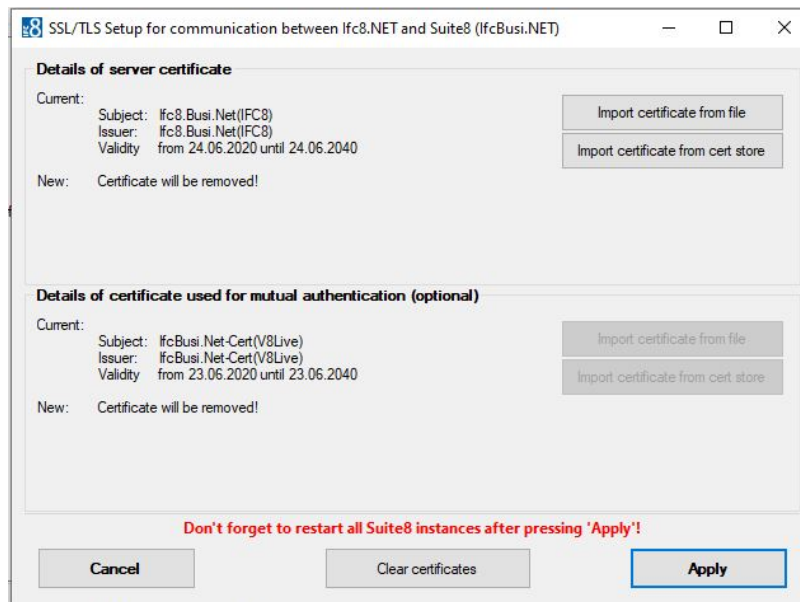 SSL/TLS Setup for communication between Ifc8.NET and Suite8 (IfcBusi.NET)
Details of server certificate
Current:
Subject: Ifc8.Busi.Net(IFC8)
Issuer: Ifc8.Busi.Net(IFC8)
Validity from 24.06.2020 until 24.06.2040
New: Certificate will be removed!
Import certificate from file
Import certificate from cert store
Details of certificate used for mutual authentication (optional)
Current:
Subject: IfcBusi.Net-Cert(V8Live)
Issuer: IfcBusi.Net-Cert(V8Live)
Validity from 23.06.2020 until 23.06.2040
New: Certificate will be removed!
Import certificate from file
Import certificate from cert store
Don't forget to restart all Suite8 instances after pressing 'Apply'!
Cancel
Clear certificates
Apply